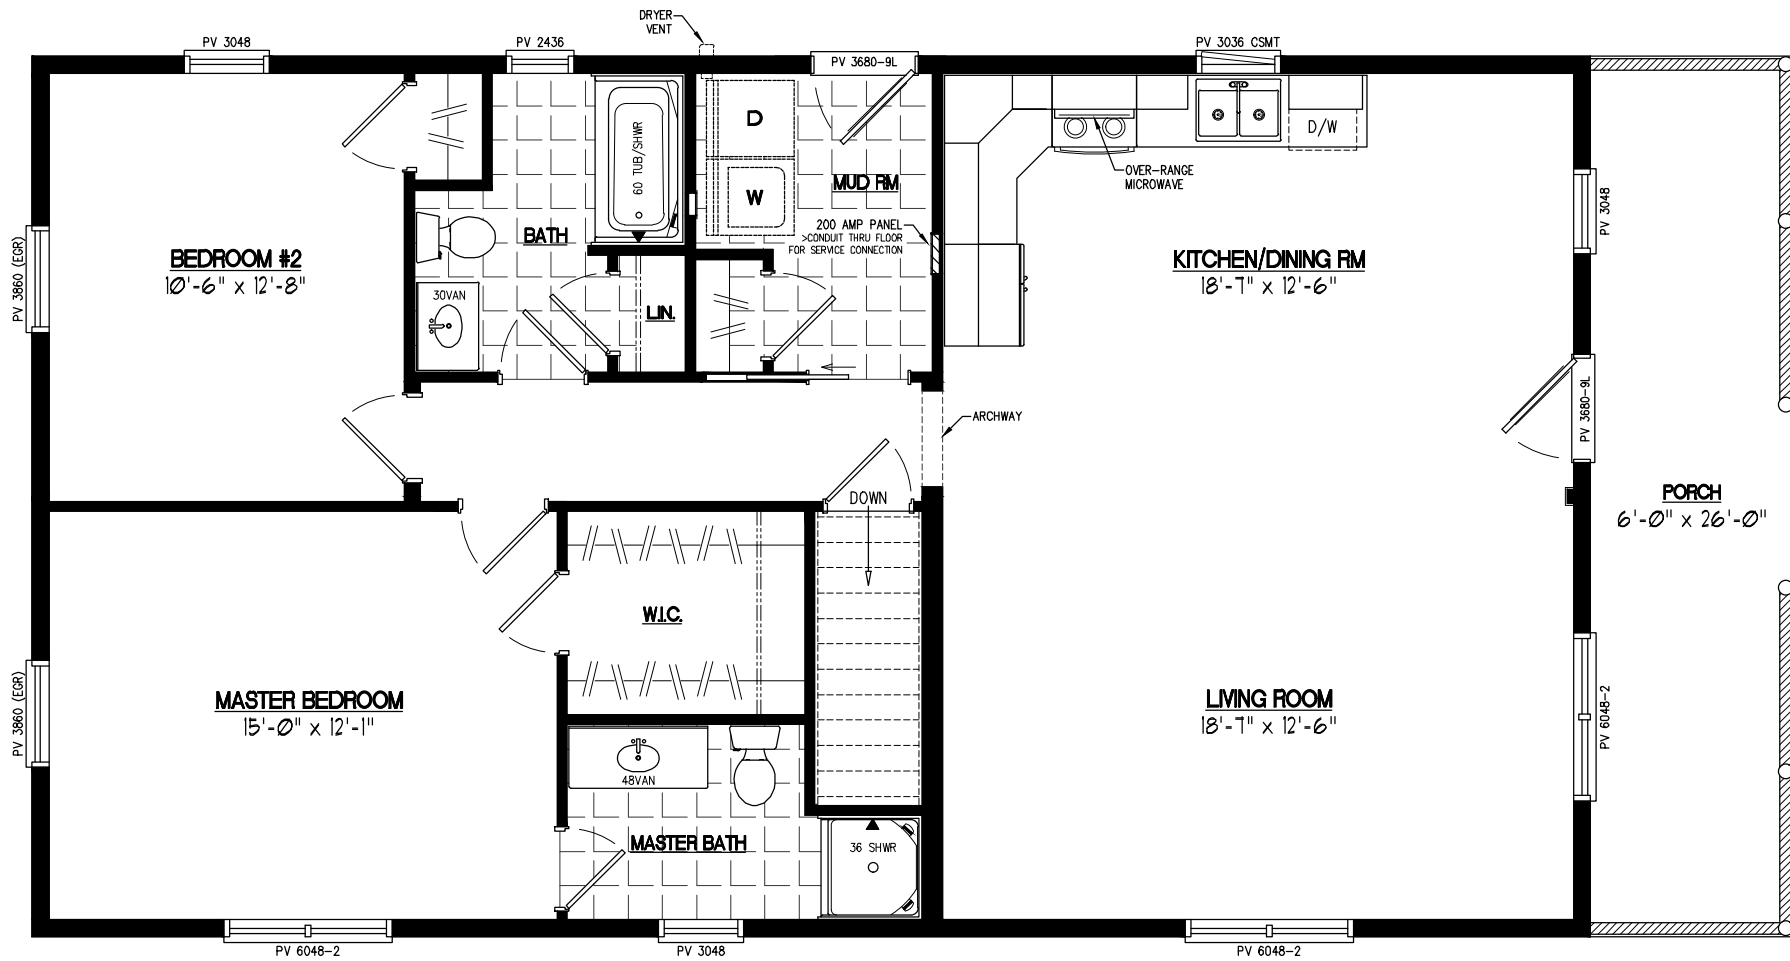 DRYER
VENT
PV 3048
PV 2436
PV 3680-9L
PV 3036 CSMT
D
60 TUB/SHWR
D/W
OVER-RANGE
MICROWAVE
MUD RM
W
PV 3048
200 AMP PANEL
>CONDUIT THRU FLOOR
FOR SERVICE CONNECTION
BATH
BEDROOM #2
10'-6" x 12'-8"
PV 3860 (EGR)
KITCHEN/DINING RM
18'-7" x 12'-6"
30VAN
LIN.
ARCHWAY
PV 3680-9L
DOWN
PORCH
6'-0" x 26'-0"
W.I.C.
MASTER BEDROOM
15'-0" x 12'-1"
PV 3860 (EGR)
LIVING ROOM
18'-7" x 12'-6"
PV 6048-2
48VAN
MASTER BATH
36 SHWR
PV 6048-2
PV 3048
PV 6048-2